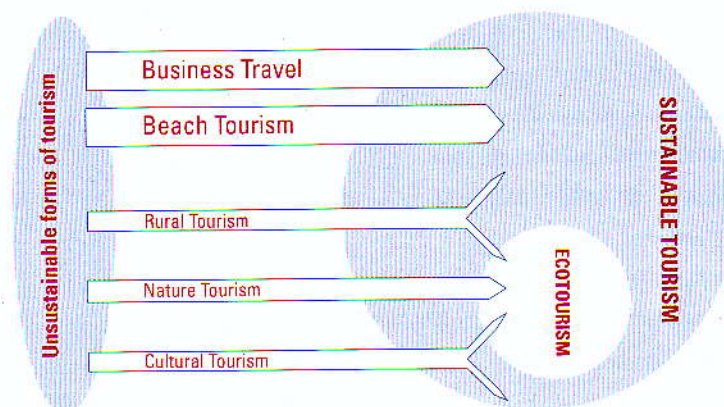 Unsustainable forms of tourism
Business Travel
Beach Tourism
Rural Tourism
Nature Tourism
Cultural Tourism
ECOTOURISM
SUSTAINABLE TOURISM